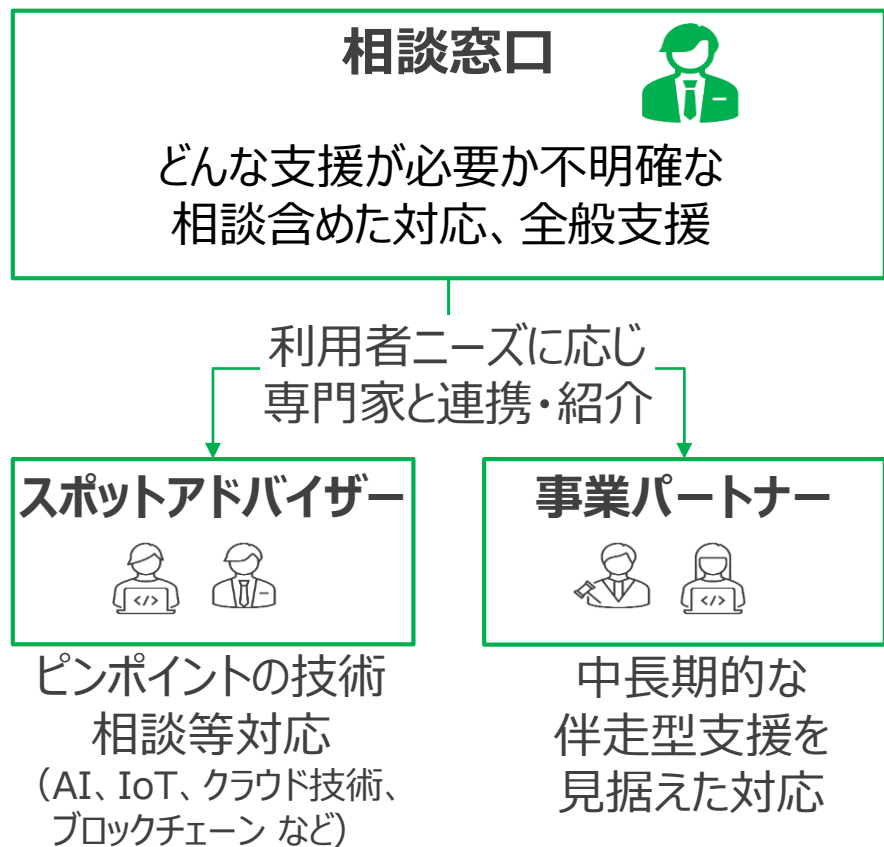 相談窓口
どんな支援が必要か不明確な
相談含めた対応、全般支援
利用者ニーズに応じ
専門家と連携・紹介
スポットアドバイザー
</>
ピンポイントの技術
相談等対応
（AI、IoT、クラウド技術、
ブロックチェーン など）
事業パートナー
</>
中長期的な
伴走型支援を
見据えた対応